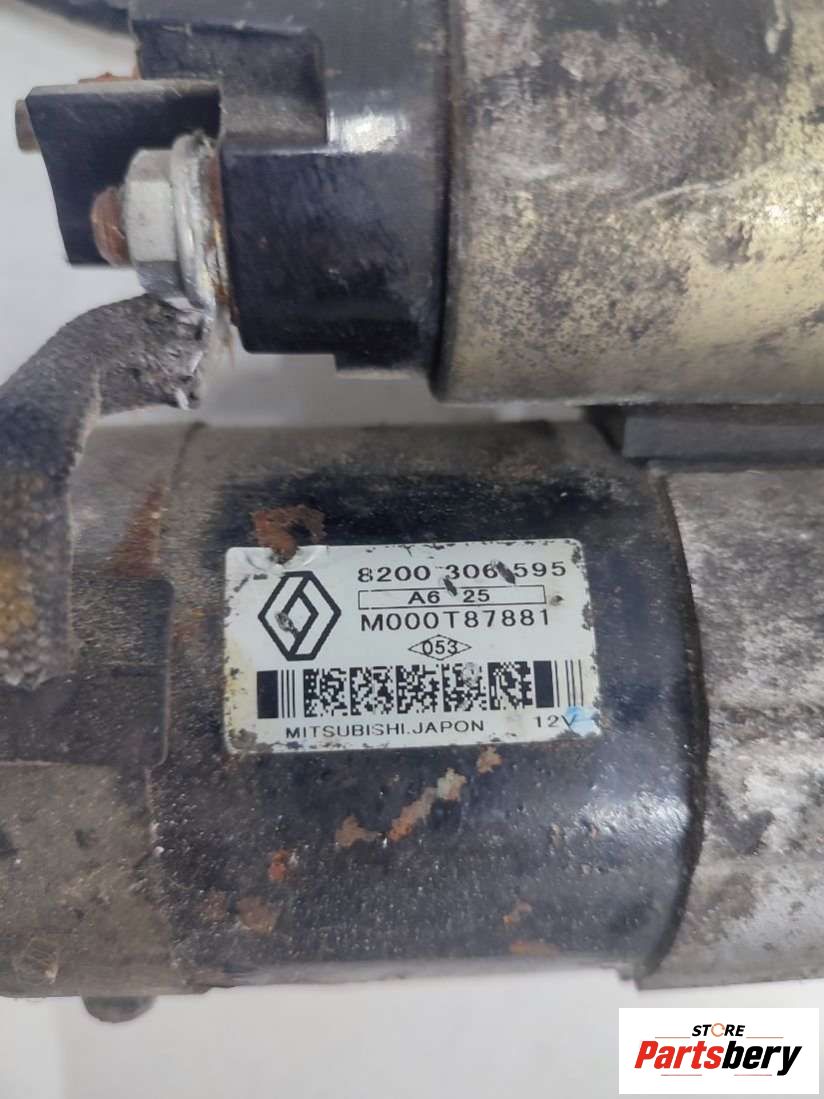 8200 306 595
A6 25
M000T87881
053
MITSUBISHI.JAPON 12V
STORE
Partsbery